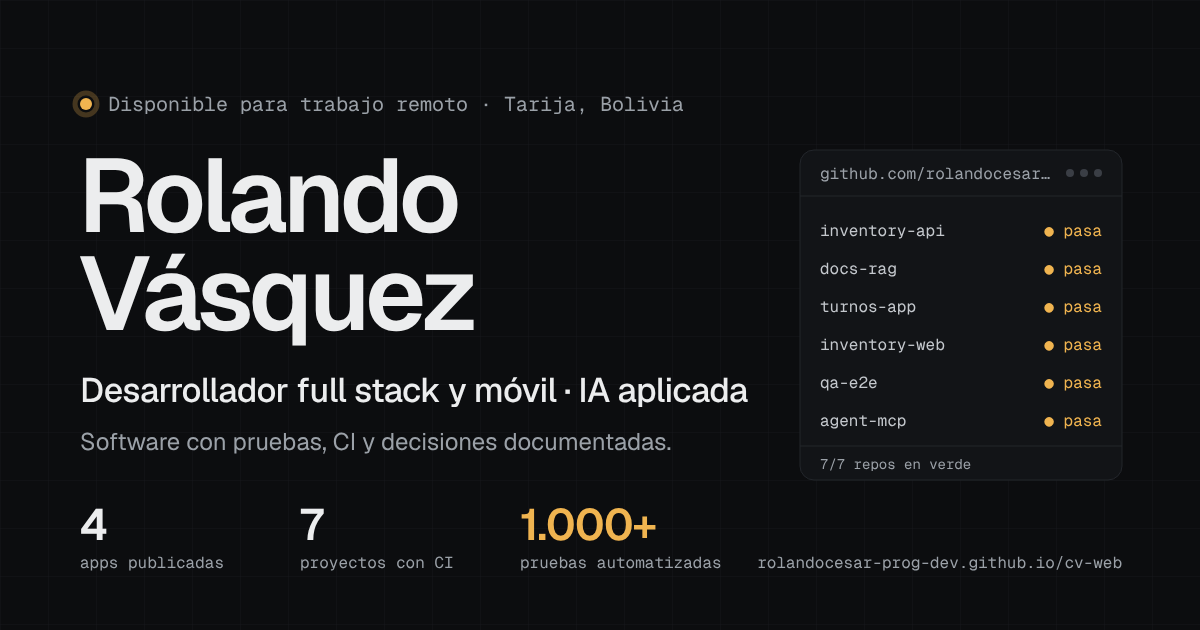 Disponible para trabajo remoto · Tarija, Bolivia
Rolando
Vásquez
Desarrollador full stack y móvil · IA aplicada
Software con pruebas, CI y decisiones documentadas.
4
apps publicadas
7
proyectos con CI
1.000+
pruebas automatizadas
github.com/rolandocesar…
inventory-api pasa
docs-rag pasa
turnos-app pasa
inventory-web pasa
qa-e2e pasa
agent-mcp pasa
7/7 repos en verde
rolandocesar-prog-dev.github.io/cv-web